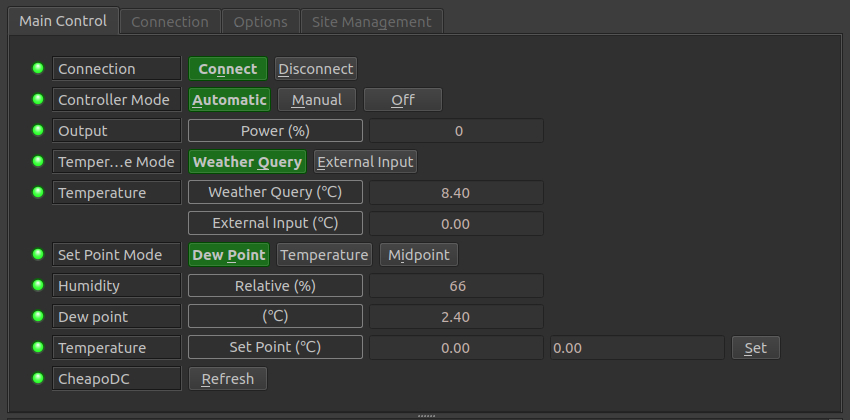 Main Control Connection Options Site Management
Connection Connect Disconnect
Controller Mode Automatic Manual Off
Output Power (%) 0
Temper...e Mode Weather Query External Input
Temperature Weather Query (°C) 8.40
External Input (°C) 0.00
Set Point Mode Dew Point Temperature Midpoint
Humidity Relative (%) 66
Dew point (°C) 2.40
Temperature Set Point (°C) 0.00 0.00 Set
CheapoDC Refresh